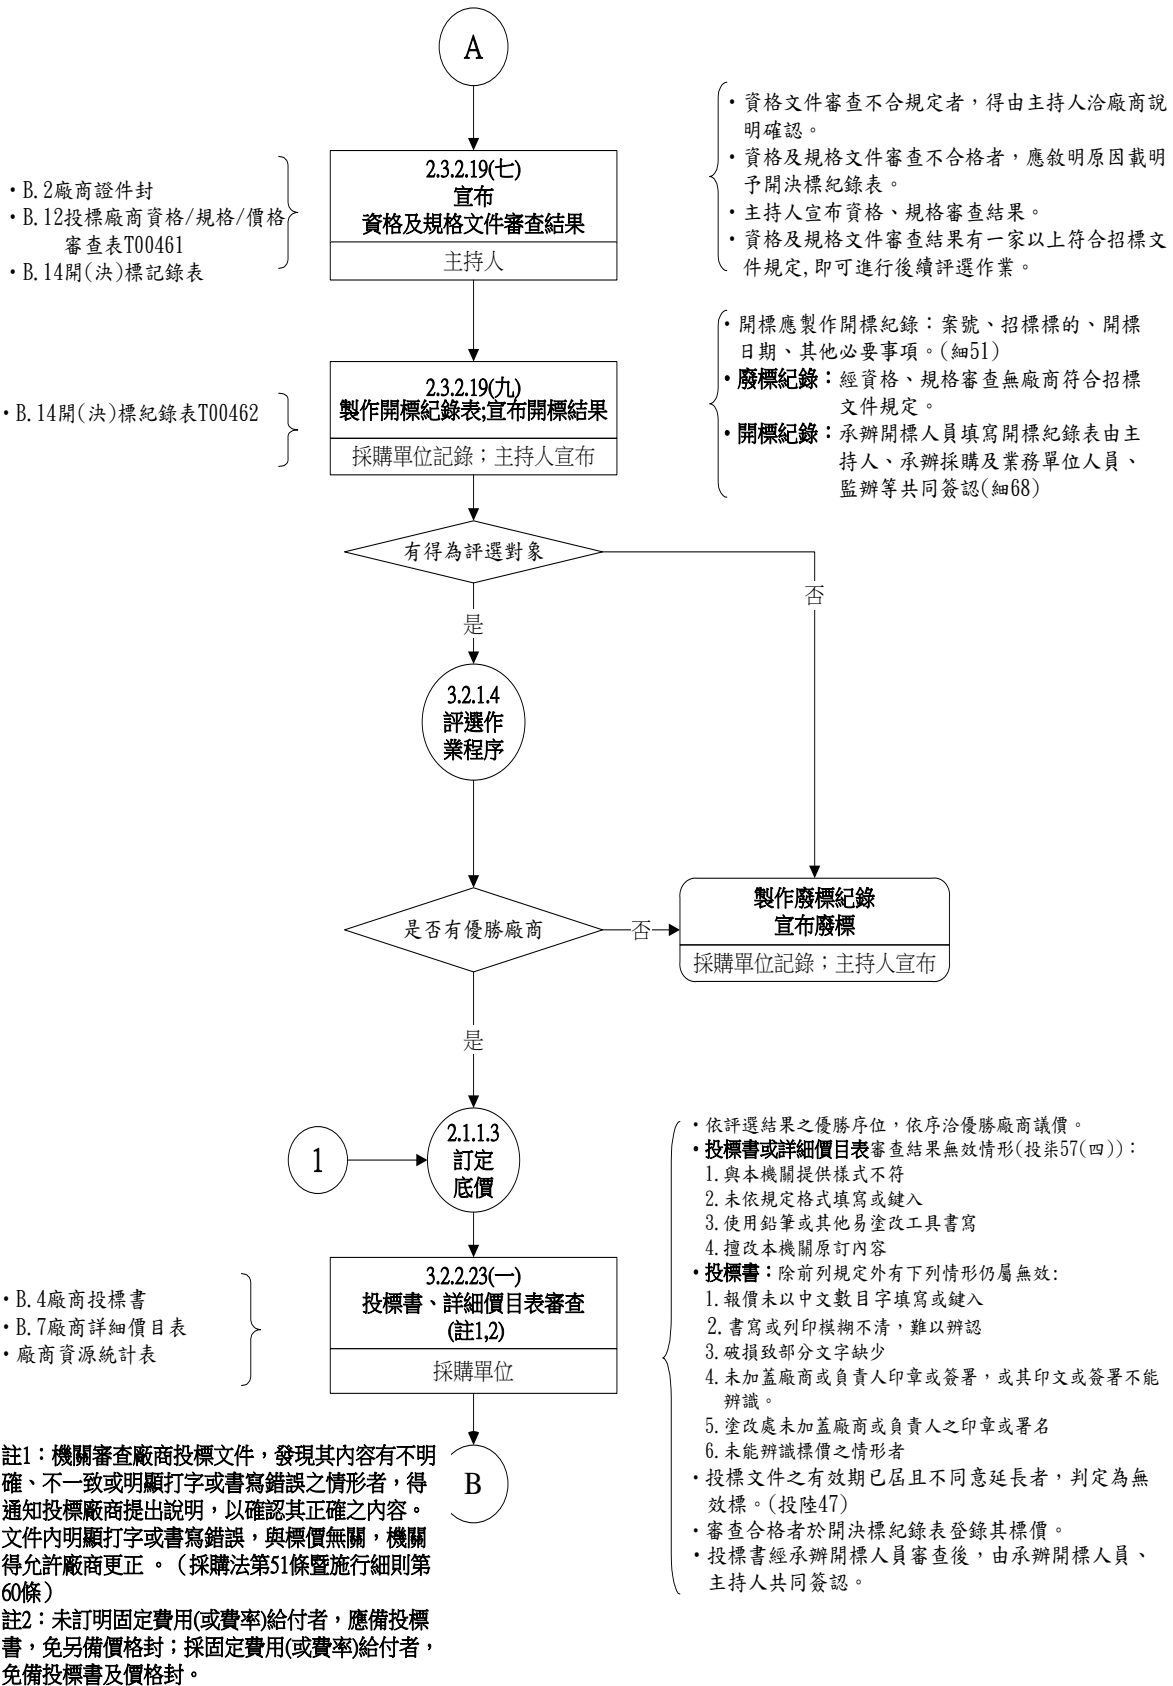 A
2.3.2.19(七)
宣布
資格及規格文件審查結果
主持人
・B.2廠商證件封
・B.12投標廠商資格/規格/價格
審查表T00461
・B.14開(決)標記錄表
・資格文件審查不合規定者，得由主持人洽廠商說
明確認。
・資格及規格文件審查不合格者，應敘明原因載明
予開決標紀錄表。
・主持人宣布資格、規格審查結果。
・資格及規格文件審查結果有一家以上符合招標文
件規定,即可進行後續評選作業。
2.3.2.19(九)
製作開標紀錄表;宣布開標結果
採購單位記錄；主持人宣布
・B.14開(決)標紀錄表T00462
・開標應製作開標紀錄：案號、招標標的、開標
日期、其他必要事項。(細51)
・廢標紀錄：經資格、規格審查無廠商符合招標
文件規定。
・開標紀錄：承辦開標人員填寫開標紀錄表由主
持人、承辦採購及業務單位人員、
監辦等共同簽認(細68)
有得為評選對象
否
是
3.2.1.4
評選作
業程序
是否有優勝廠商
否
製作廢標紀錄
宣布廢標
採購單位記錄；主持人宣布
是
1
2.1.1.3
訂定
底價
3.2.2.23(一)
投標書、詳細價目表審查
(註1,2)
採購單位
・B.4廠商投標書
・B.7廠商詳細價目表
・廠商資源統計表
・依評選結果之優勝序位，依序洽優勝廠商議價。
・投標書或詳細價目表審查結果無效情形(投柒57(四))：
1.與本機關提供樣式不符
2.未依規定格式填寫或鍵入
3.使用鉛筆或其他易塗改工具書寫
4.擅改本機關原訂內容
・投標書：除前列規定外有下列情形仍屬無效:
1.報價未以中文數目字填寫或鍵入
2.書寫或列印模糊不清，難以辨認
3.破損致部分文字缺少
4.未加蓋廠商或負責人印章或簽署，或其印文或簽署不能
辨識。
5.塗改處未加蓋廠商或負責人之印章或署名
6.未能辨識標價之情形者
・投標文件之有效期已屆且不同意延長者，判定為無
效標。(投陸47)
・審查合格者於開決標紀錄表登錄其標價。
・投標書經承辦開標人員審查後，由承辦開標人員、
主持人共同簽認。
B
註1：機關審查廠商投標文件，發現其內容有不明
確、不一致或明顯打字或書寫錯誤之情形者，得
通知投標廠商提出說明，以確認其正確之內容。
文件內明顯打字或書寫錯誤，與標價無關，機關
得允許廠商更正 。（採購法第51條暨施行細則第
60條）
註2：未訂明固定費用(或費率)給付者，應備投標
書，免另備價格封；採固定費用(或費率)給付者，
免備投標書及價格封。